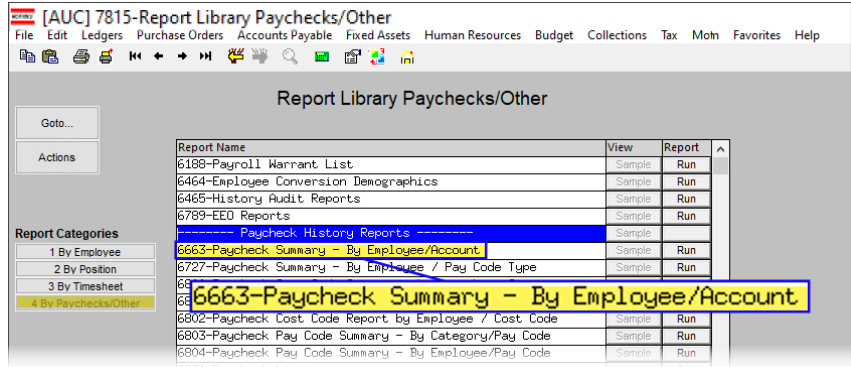 [AUC] 7815-Report Library Paychecks/Other
File Edit Ledgers Purchase Orders Accounts Payable Fixed Assets Human Resources Budget Collections Tax Motn Favorites Help
Report Library Paychecks/Other
Goto...
Actions
Report Categories
1 By Employee
2 By Position
3 By Timesheet
4 By Paychecks/Other
Report Name View Report
6188-Payroll Warrant List Sample Run
6464-Employee Conversion Demographics Sample Run
6465-History Audit Reports Sample Run
6789-EEO Reports Sample Run
-------- Paycheck History Reports -------- Sample
6663-Paycheck Summary - By Employee/Account Sample Run
6727-Paycheck Summary - By Employee / Pay Code Type Sample Run
6663-Paycheck Summary - By Employee/Account
6802-Paycheck Cost Code Report by Employee / Cost Code Sample Run
6803-Paycheck Pay Code Summary - By Category/Pay Code Sample Run
6804-Paycheck Pay Code Summary - By Employee/Pay Code Sample Run